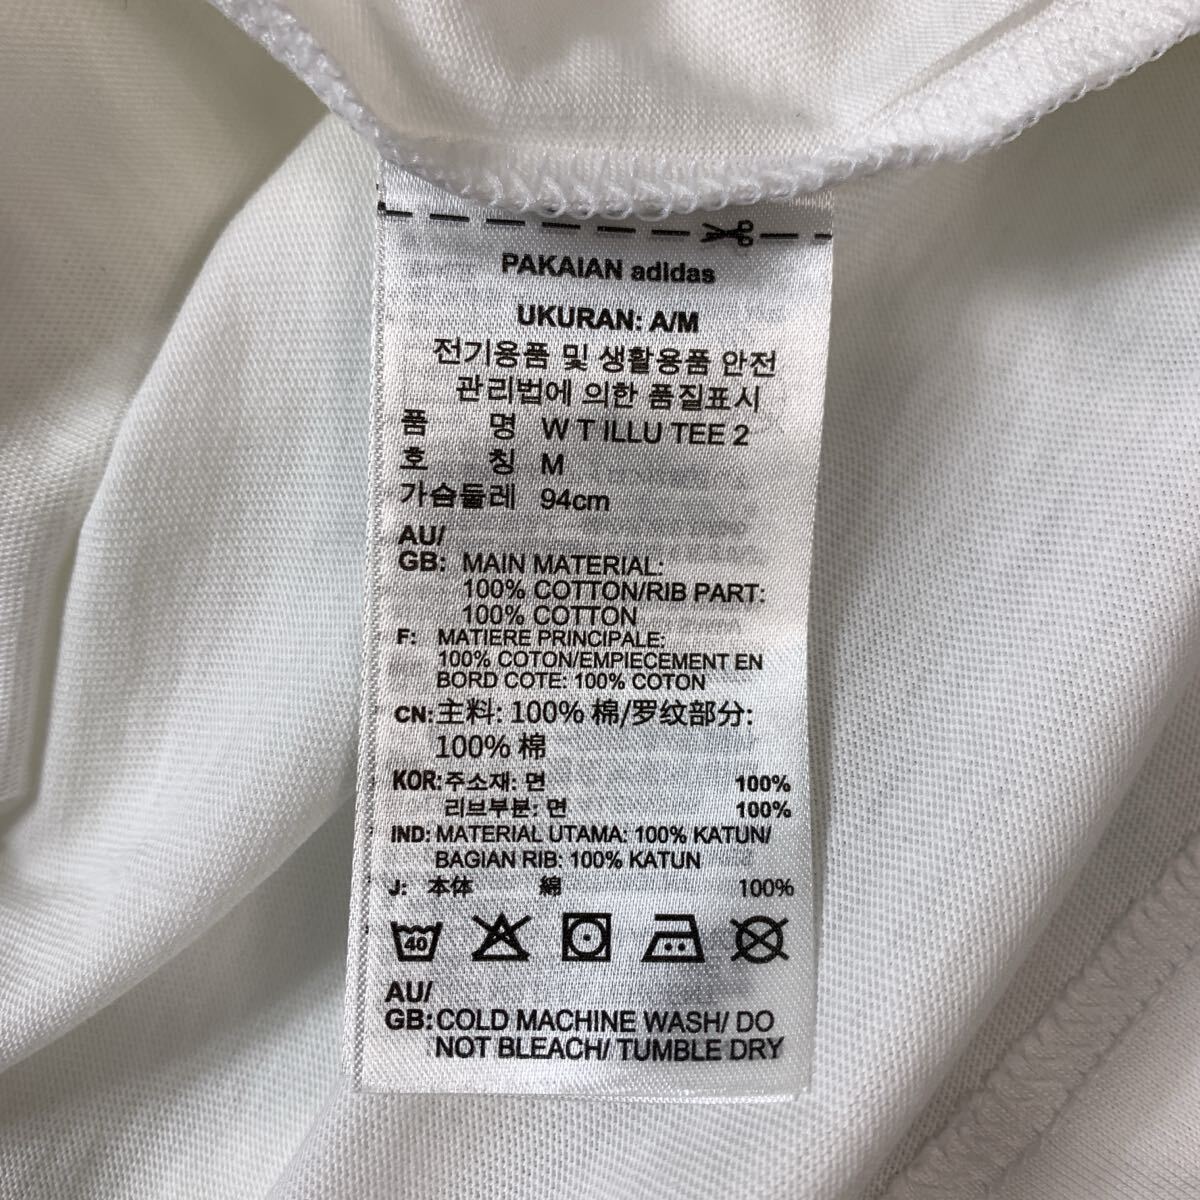 PAKAIAN adidas
UKURAN: A/M
전기용품 및 생활용품 안전
관리법에 의한 품질표시
품 명 W T ILLU TEE 2
호 칭 M
가슴둘레 94cm
AU/
GB: MAIN MATERIAL:
100% COTTON/RIB PART:
100% COTTON
F: MATIERE PRINCIPALE:
100% COTON/EMPIECEMENT EN
BORD COTE: 100% COTON
CN: 主料: 100% 棉/罗纹部分:
100% 棉
KOR: 주소재: 면 100%
리브부분: 면 100%
IND: MATERIAL UTAMA: 100% KATUN/
BAGIAN RIB: 100% KATUN
J: 本体 綿 100%
40
AU/
GB: COLD MACHINE WASH/ DO
NOT BLEACH/ TUMBLE DRY